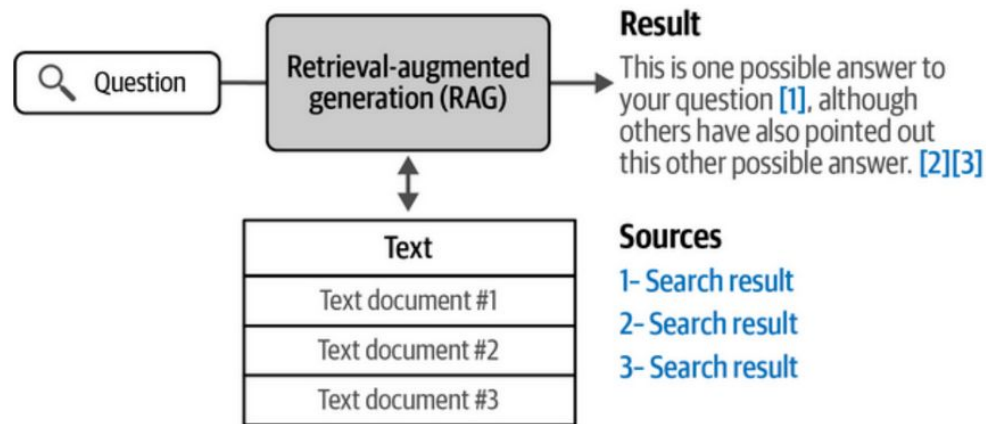 Question
Retrieval-augmented
generation (RAG)
Result
This is one possible answer to
your question [1], although
others have also pointed out
this other possible answer. [2][3]
Text
Text document #1
Text document #2
Text document #3
Sources
1- Search result
2- Search result
3- Search result